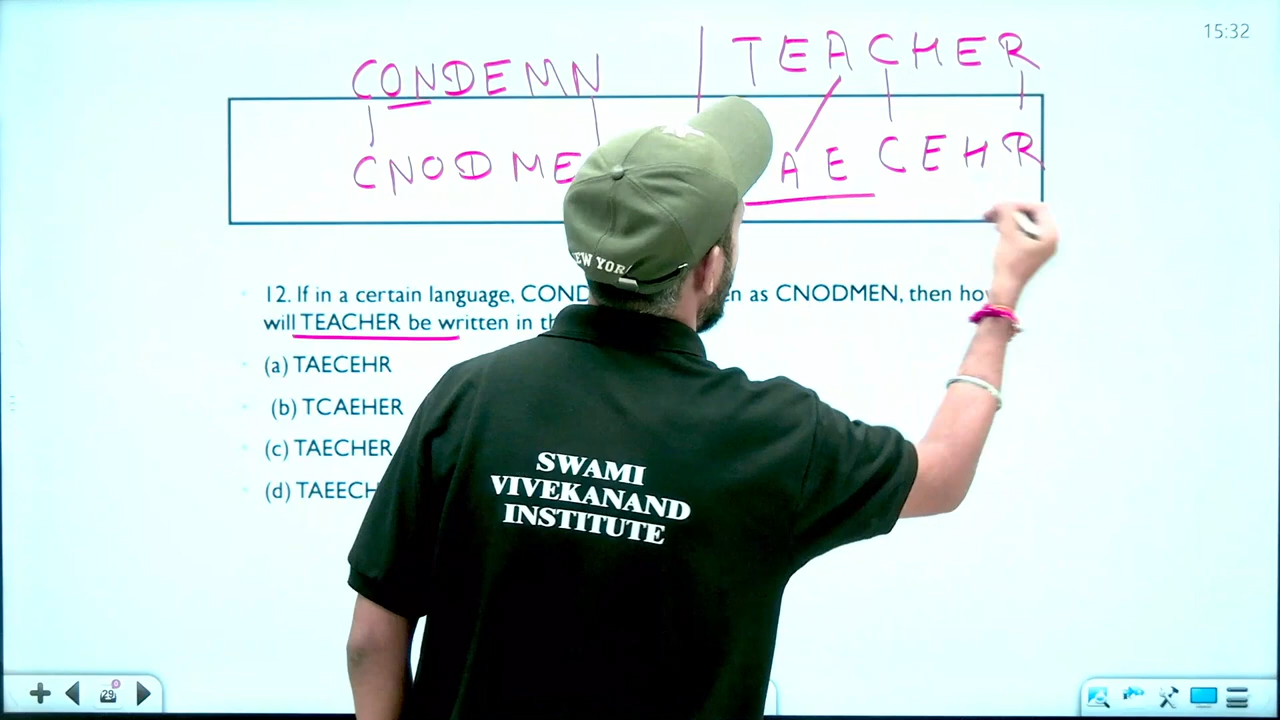 15:32
CONDEMN | TEACHER
CNODME AECEHR
12. If in a certain language, COND en as CNODMEN, then ho
will TEACHER be written in th
(a) TAECEHR
(b) TCAEHER
(c) TAECHER
(d) TAEECH
NEW YOR
SWAMI
VIVEKANAND
INSTITUTE
29